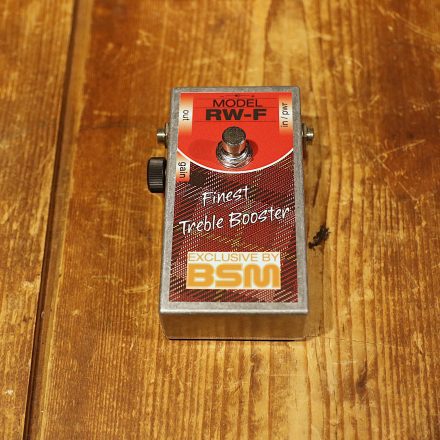 MODEL
RW-F
out
in / pwr
gain
Finest
Treble Booster
EXCLUSIVE BY
BSM